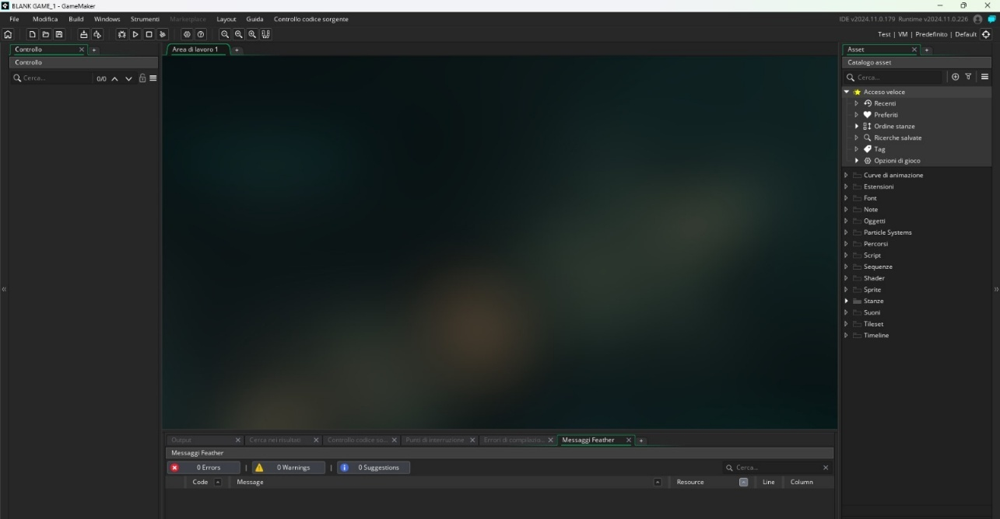 BLANK GAME_1 - GameMaker
File Modifica Build Windows Strumenti Marketplace Layout Guida Controllo codice sorgente
IDE v2024.11.0.179 Runtime v2024.11.0.226
Test | VM | Predefinito | Default
Controllo
Controllo
Cerca...
0/0
Area di lavoro 1
Asset
Catalogo asset
Cerca...
Acceso veloce
Recenti
Preferiti
Ordine stanze
Ricerche salvate
Tag
Opzioni di gioco
Curve di animazione
Estensioni
Font
Note
Oggetti
Particle Systems
Percorsi
Script
Sequenze
Shader
Sprite
Stanze
Suoni
Tileset
Timeline
Output Cerca nei risultati Controllo codice so... Punti di interruzione Errori di compilazio... Messaggi Feather
Messaggi Feather
0 Errors | 0 Warnings | 0 Suggestions
Cerca...
Code Message Resource Line Column